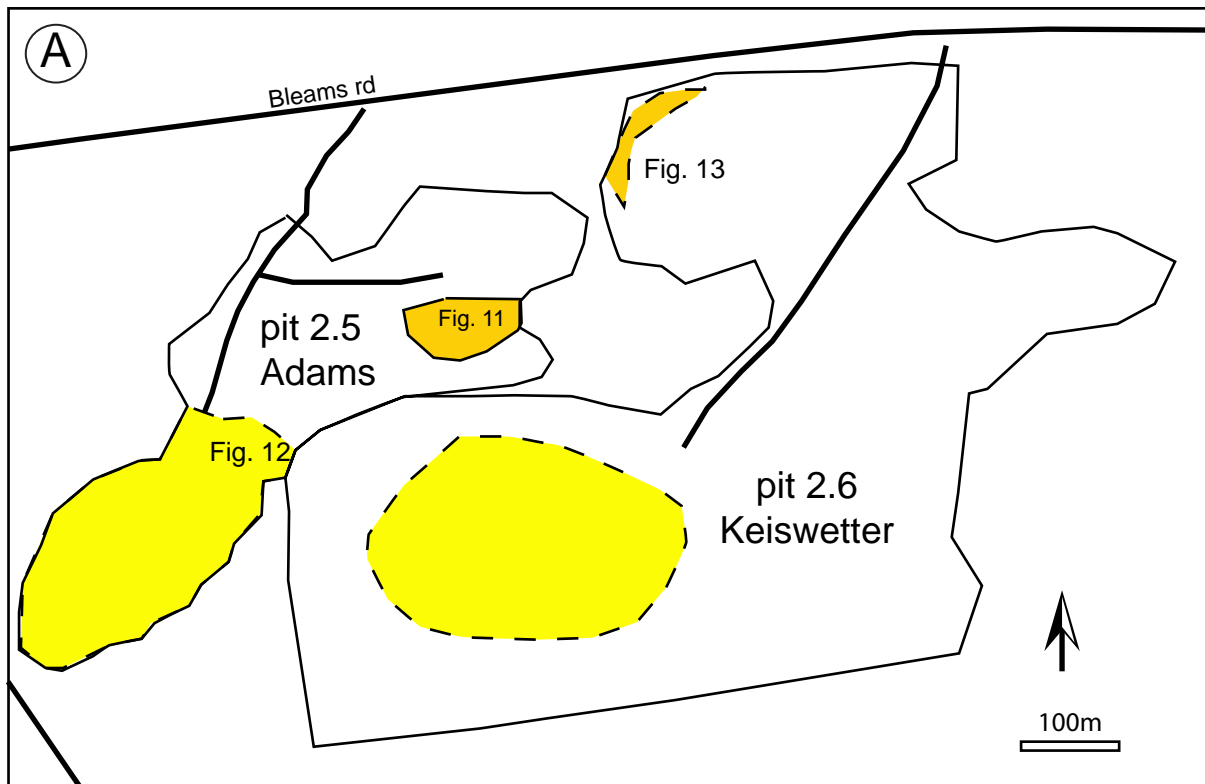 A
Bleams rd
Fig. 13
Fig. 11
pit 2.5
Adams
Fig. 12
pit 2.6
Keiswetter
100m